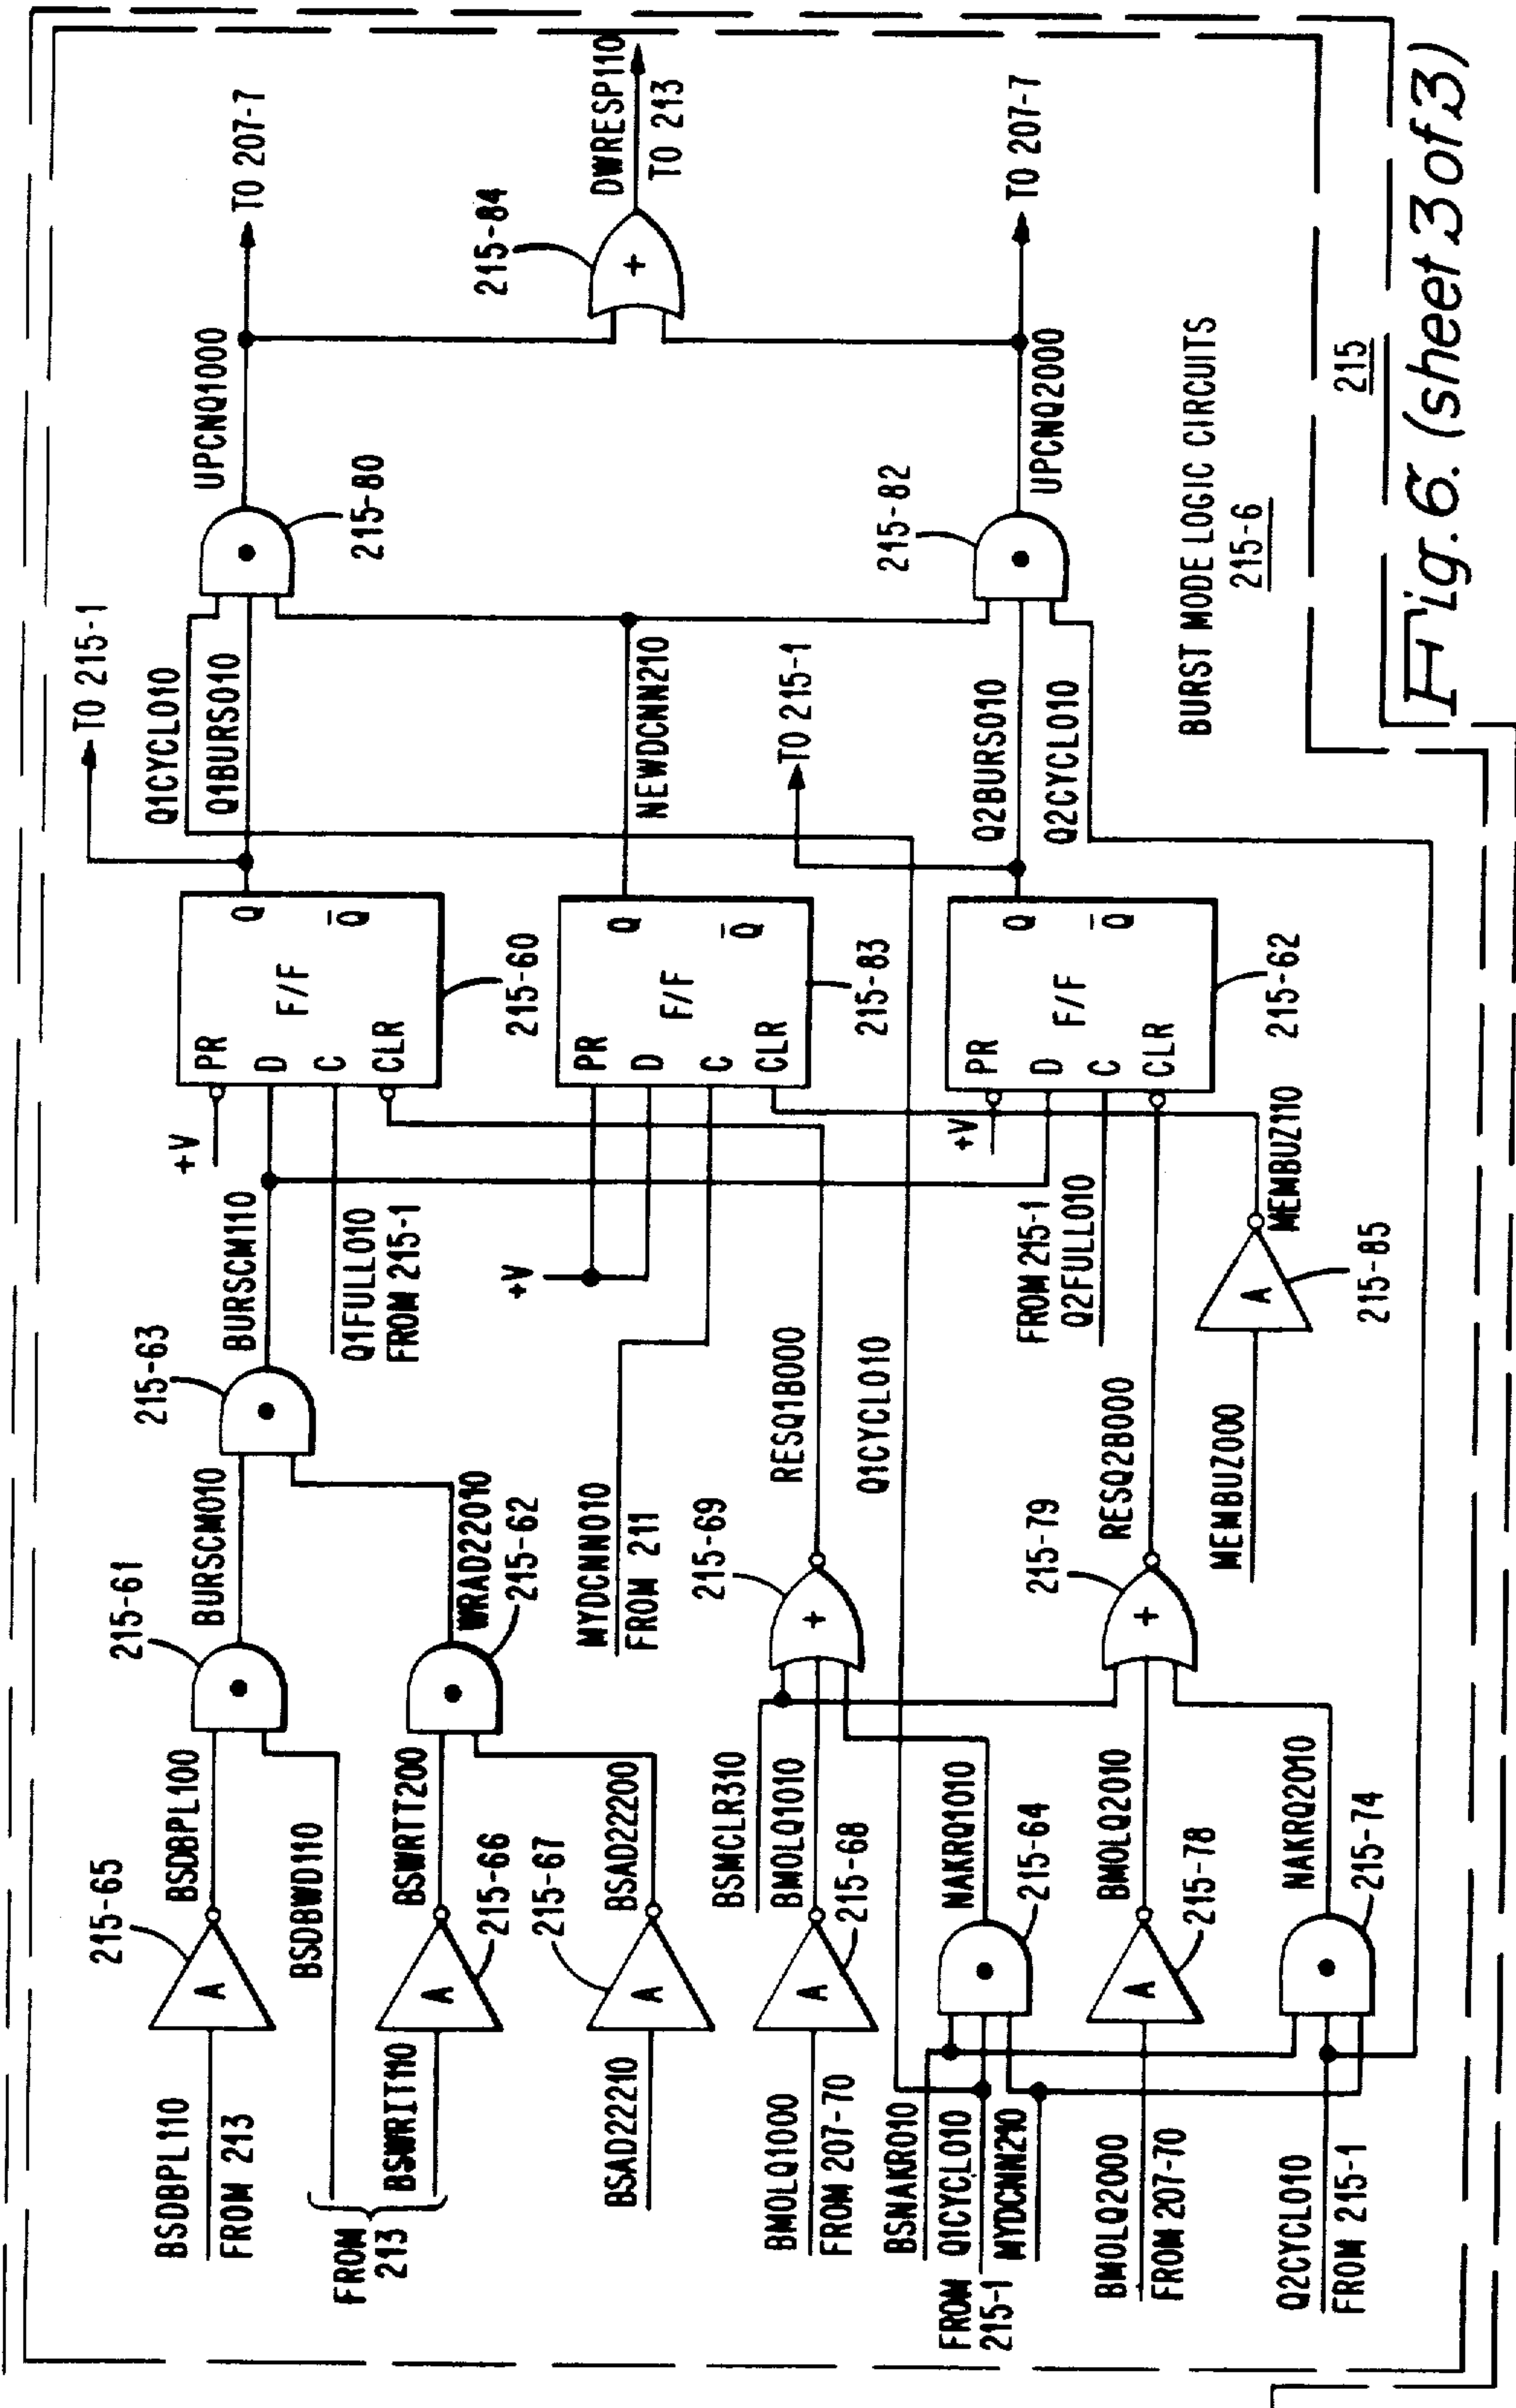 BSDBPL110
FROM 213
215-65
BSDBPL100
215-61
BURSCM010
215-63
BURSCM110
+V
PR
D
C
CLR
F/F
Q
Q̅
215-60
TO 215-1
Q1CYCL010
Q1BURS010
215-80
UPCNQ1000
TO 207-7
BSDBWD110
FROM
213
BSWRIT110
A
215-66
BSWRTT200
WRAD22010
215-62
Q1FULL010
FROM 215-1
BSAD22210
A
215-67
BSAD22200
MYDCNN010
FROM 211
+V
PR
D
C
CLR
F/F
Q
Q̅
215-83
NEWDCNN210
215-84
+
DWRESP110
TO 213
BMOLQ1000
FROM 207-70
A
215-68
BSMCLR310
BMOLQ1010
215-69
+
RESQ1B000
Q1CYCL010
TO 215-1
BSNAKR010
FROM Q1CYCL010
215-1 MYDCNN210
NAKRQ1010
215-64
FROM 215-1
Q2FULL010
+V
PR
D
C
CLR
F/F
Q
Q̅
215-62
Q2BURS010
Q2CYCL010
215-82
UPCNQ2000
TO 207-7
BMOLQ2000
FROM 207-70
A
215-78
BMOLQ2010
215-79
+
RESQ2B000
MEMBUZ000
A
215-85
MEMBUZ110
Q2CYCL010
FROM 215-1
NAKRQ2010
215-74
A
BURST MODE LOGIC CIRCUITS
215-6
215
Fig. 6. (sheet 3 of 3)